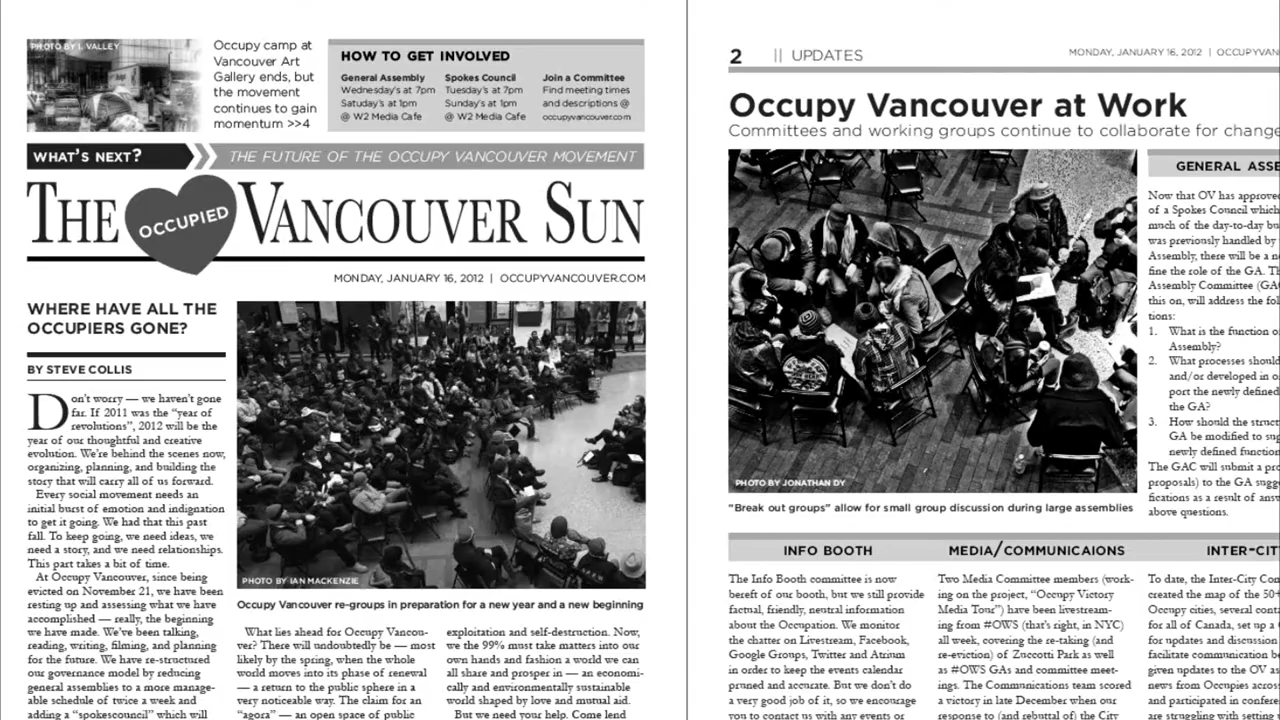 PHOTO BY I. VALLEY
Occupy camp at
Vancouver Art
Gallery ends, but
the movement
continues to gain
momentum >>4
HOW TO GET INVOLVED
General Assembly
Wednesday's at 7pm
Satuday's at 1pm
@ W2 Media Cafe
Spokes Council
Tuesday's at 7pm
Sunday's at 1pm
@ W2 Media Cafe
Join a Committee
Find meeting times
and descriptions @
occupyvancouver.com
WHAT'S NEXT?
THE FUTURE OF THE OCCUPY VANCOUVER MOVEMENT
THE OCCUPIED VANCOUVER SUN
MONDAY, JANUARY 16, 2012 | OCCUPYVANCOUVER.COM
WHERE HAVE ALL THE
OCCUPIERS GONE?
BY STEVE COLLIS
Don't worry — we haven't gone
far. If 2011 was the "year of
revolutions", 2012 will be the
year of our thoughtful and creative
evolution. We're behind the scenes now,
organizing, planning, and building the
story that will carry all of us forward.
Every social movement needs an
initial burst of emotion and indignation
to get it going. We had that this past
fall. To keep going, we need ideas, we
need a story, and we need relationships.
This part takes a bit of time.
At Occupy Vancouver, since being
evicted on November 21, we have been
resting up and assessing what we have
accomplished — really, the beginning
we have made. We've been talking,
reading, writing, filming, and planning
for the future. We have re-structured
our governance model by reducing
general assemblies to a more manage-
able schedule of twice a week and
adding a "spokescouncil" which will
PHOTO BY IAN MACKENZIE
Occupy Vancouver re-groups in preparation for a new year and a new beginning
What lies ahead for Occupy Vancou-
ver? There will undoubtedly be — most
likely by the spring, when the whole
world moves into its phase of renewal
— a return to the public sphere in a
very noticeable way. The claim for an
"agora" — an open space of public
exploitation and self-destruction. Now,
we the 99% must take matters into our
own hands and fashion a world we can
all share and prosper in — an economi-
cally and environmentally sustainable
world shaped by love and mutual aid.
But we need your help. Come lend
2 || UPDATES
MONDAY, JANUARY 16, 2012 | OCCUPYVAN
Occupy Vancouver at Work
Committees and working groups continue to collaborate for chang
PHOTO BY JONATHAN DY
"Break out groups" allow for small group discussion during large assemblies
GENERAL ASSE
Now that OV has approved
of a Spokes Council which
much of the day-to-day bu
was previously handled by
Assembly, there will be a n
fine the role of the GA. Th
Assembly Committee (GA
this on, will address the fol
tions:
1. What is the function o
Assembly?
2. What processes should
and/or developed in o
port the newly defined
the GA?
3. How should the struct
GA be modified to sup
newly defined function
The GAC will submit a pro
proposals) to the GA sugg
fications as a result of answ
above questions.
INFO BOOTH
The Info Booth committee is now
bereft of our booth, but we still provide
factual, friendly, neutral information
about the Occupation. We monitor
the chatter on Livestream, Facebook,
Google Groups, Twitter and Atrium
in order to keep the events calendar
pruned and accurate. But we don't do
a very good job of it, so we encourage
you to contact us with any events or
MEDIA/COMMUNICAIONS
Two Media Committee members (work-
ing on the project, "Occupy Victory
Media Tour") have been livestream-
ing from #OWS (that's right, in NYC)
all week, covering the re-taking (and
re-eviction) of Zuccotti Park as well
as #OWS GAs and committee meet-
ings. The Communications team scored
a victory in late December when our
response to (and rebuttal of) the City
INTER-CIT
To date, the Inter-City Con
created the map of the 50+
Occupy cities, several conta
for all of Canada, set up a
for updates and discussion
facilitate communication be
given updates to the OV as
news from Occupies across
and participated in confere
are struggling with setting